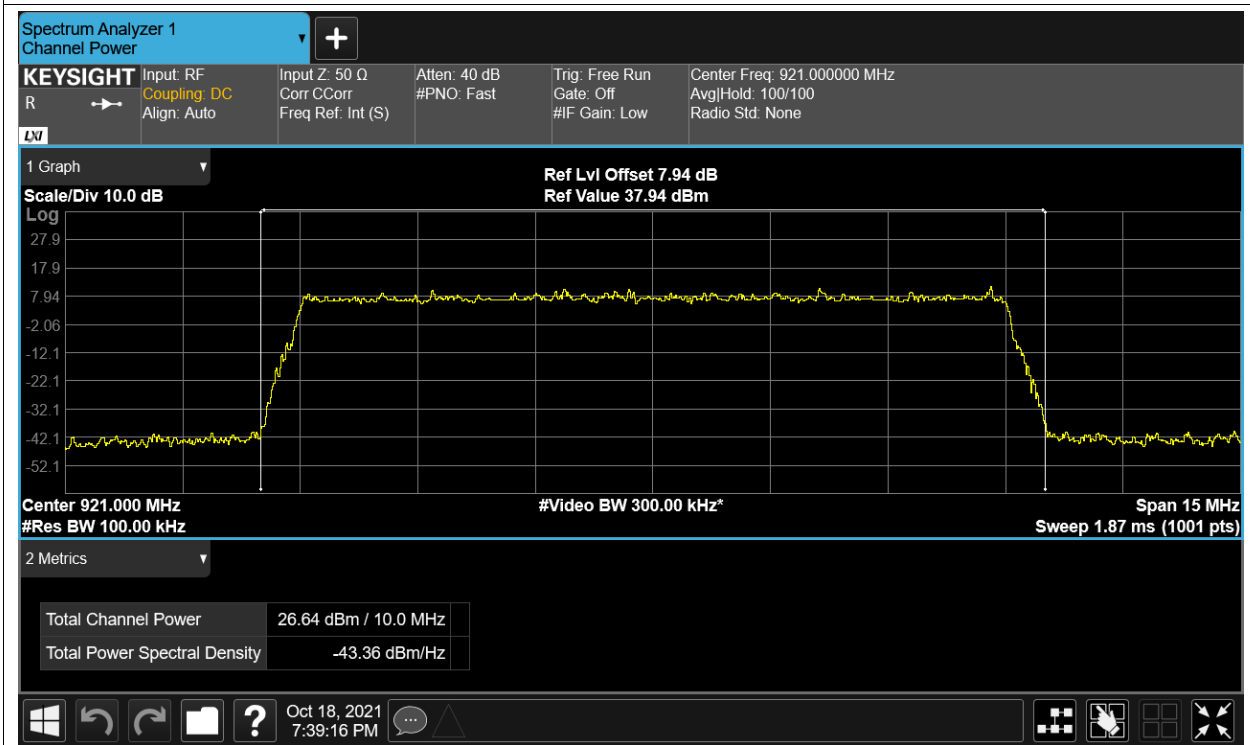 Spectrum Analyzer 1
Channel Power
KEYSIGHT
R
LXI
Input: RF
Coupling: DC
Align: Auto
Input Z: 50 Ω
Corr CCorr
Freq Ref: Int (S)
Atten: 40 dB
#PNO: Fast
Trig: Free Run
Gate: Off
#IF Gain: Low
Center Freq: 921.000000 MHz
Avg|Hold: 100/100
Radio Std: None
1 Graph
Scale/Div 10.0 dB
Ref Lvl Offset 7.94 dB
Ref Value 37.94 dBm
Log
27.9
17.9
7.94
-2.06
-12.1
-22.1
-32.1
-42.1
-52.1
Center 921.000 MHz
#Res BW 100.00 kHz
#Video BW 300.00 kHz*
Span 15 MHz
Sweep 1.87 ms (1001 pts)
2 Metrics
Total Channel Power 26.64 dBm / 10.0 MHz
Total Power Spectral Density -43.36 dBm/Hz
?
Oct 18, 2021
7:39:16 PM